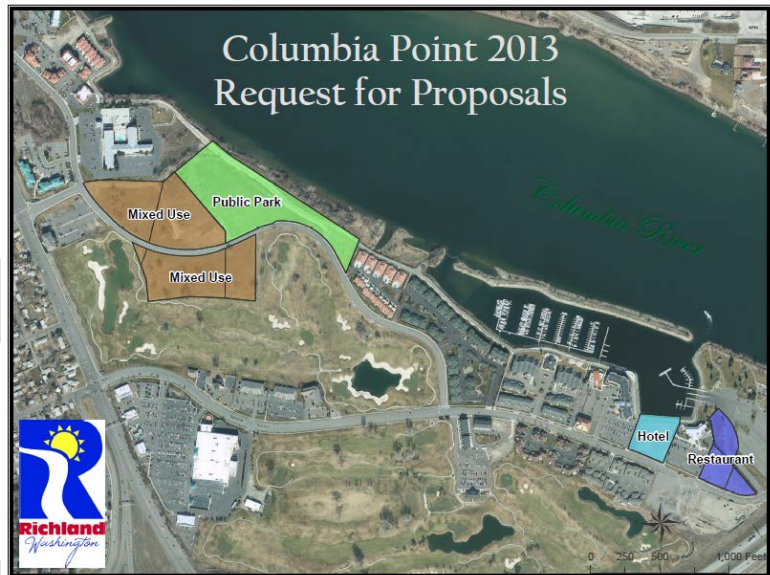 Columbia Point 2013
Request for Proposals
Columbia River
Public Park
Mixed Use
Mixed Use
Hotel
Restaurant
Richland
Washington
0 250 500 1,000 Feet